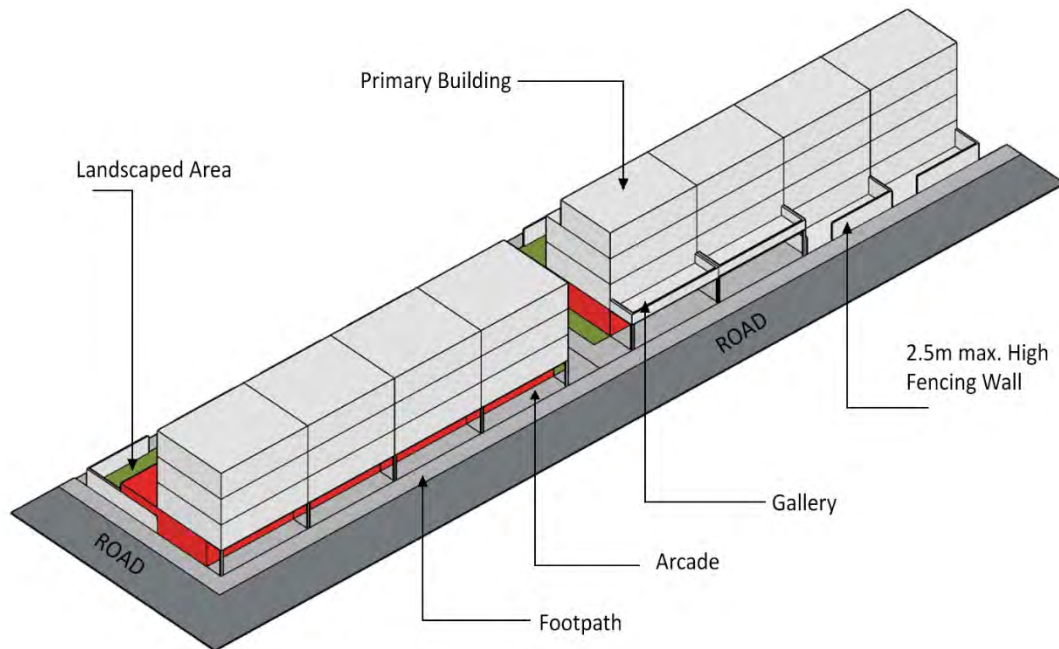 Primary Building
Landscaped Area
ROAD
2.5m max. High
Fencing Wall
Gallery
ROAD
Arcade
Footpath